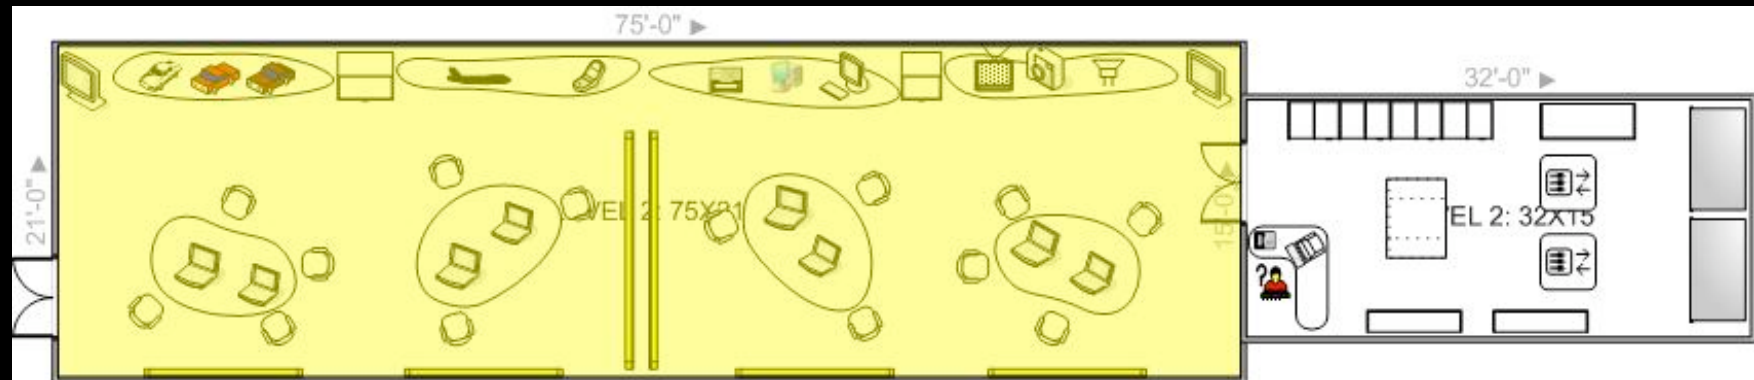 75'-0" ►
32'-0" ►
21'-0" ►
VEL 2: 75X21
15'-0" ►
VEL 2: 32X15
?